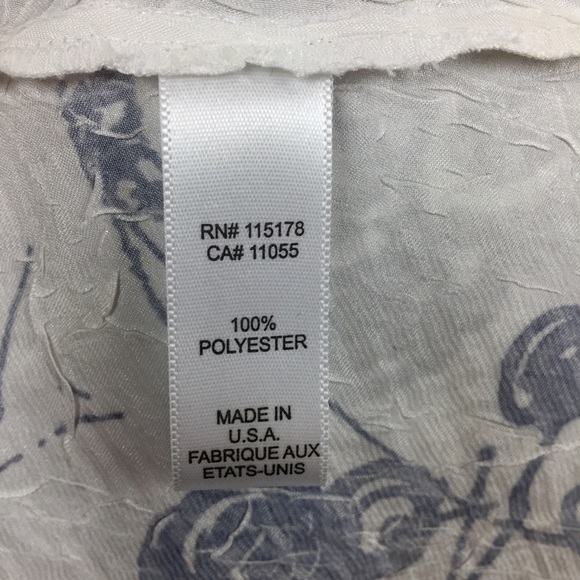 RN# 115178
CA# 11055
100%
POLYESTER
MADE IN
U.S.A.
FABRIQUE AUX
ETATS-UNIS